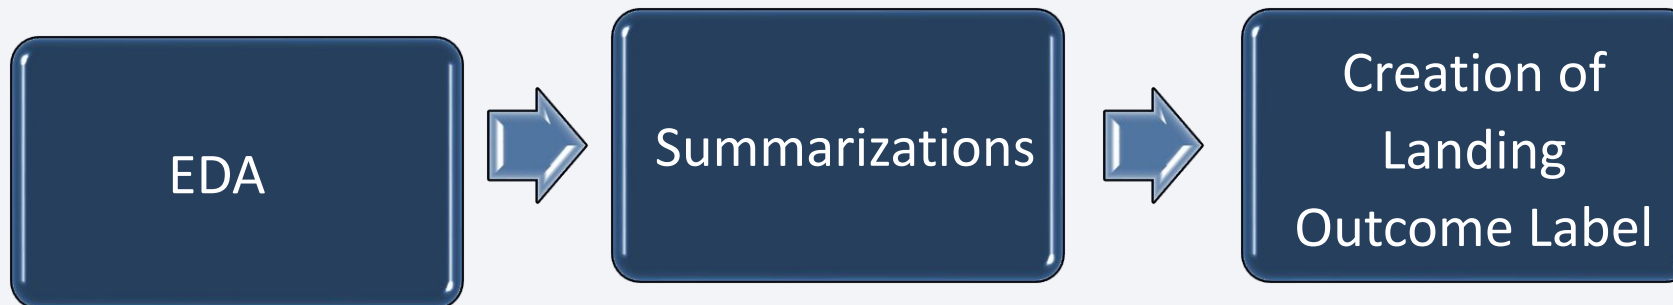 EDA
Summarizations
Creation of
Landing
Outcome Label